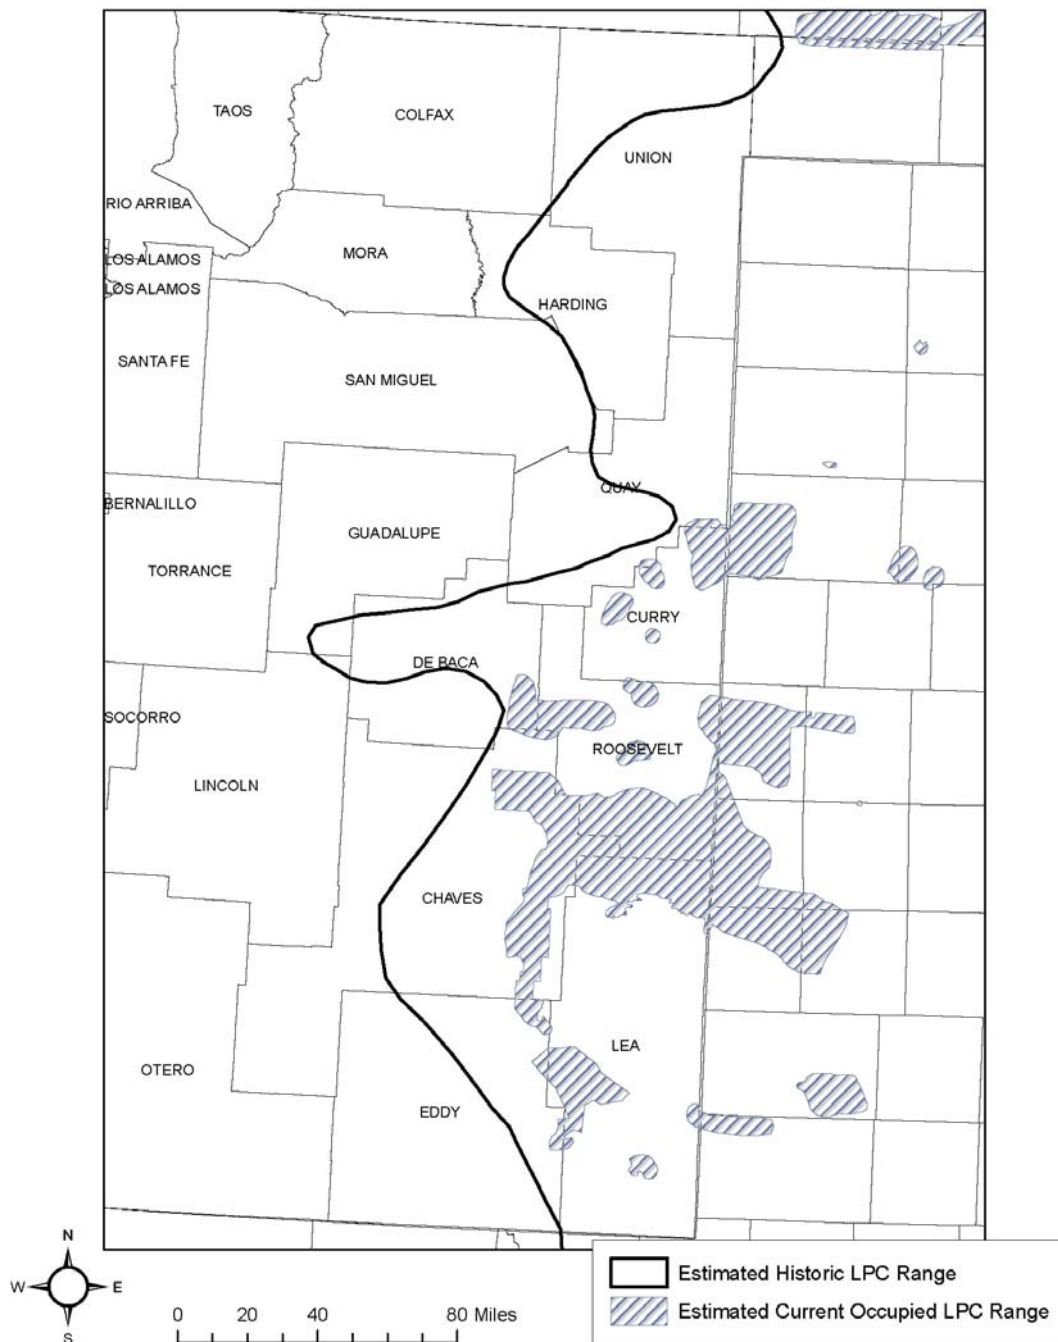 TAOS
COLFAX
UNION
RIO ARRIBA
MORA
LOS ALAMOS
LOS ALAMOS
HARDING
SANTA FE
SAN MIGUEL
QUAY
BERNALILLO
GUADALUPE
TORRANCE
CURRY
DE BACA
SOCORRO
ROOSEVELT
LINCOLN
CHAVES
LEA
OTERO
EDDY
N
W E
S
0 20 40 80 Miles
Estimated Historic LPC Range
Estimated Current Occupied LPC Range